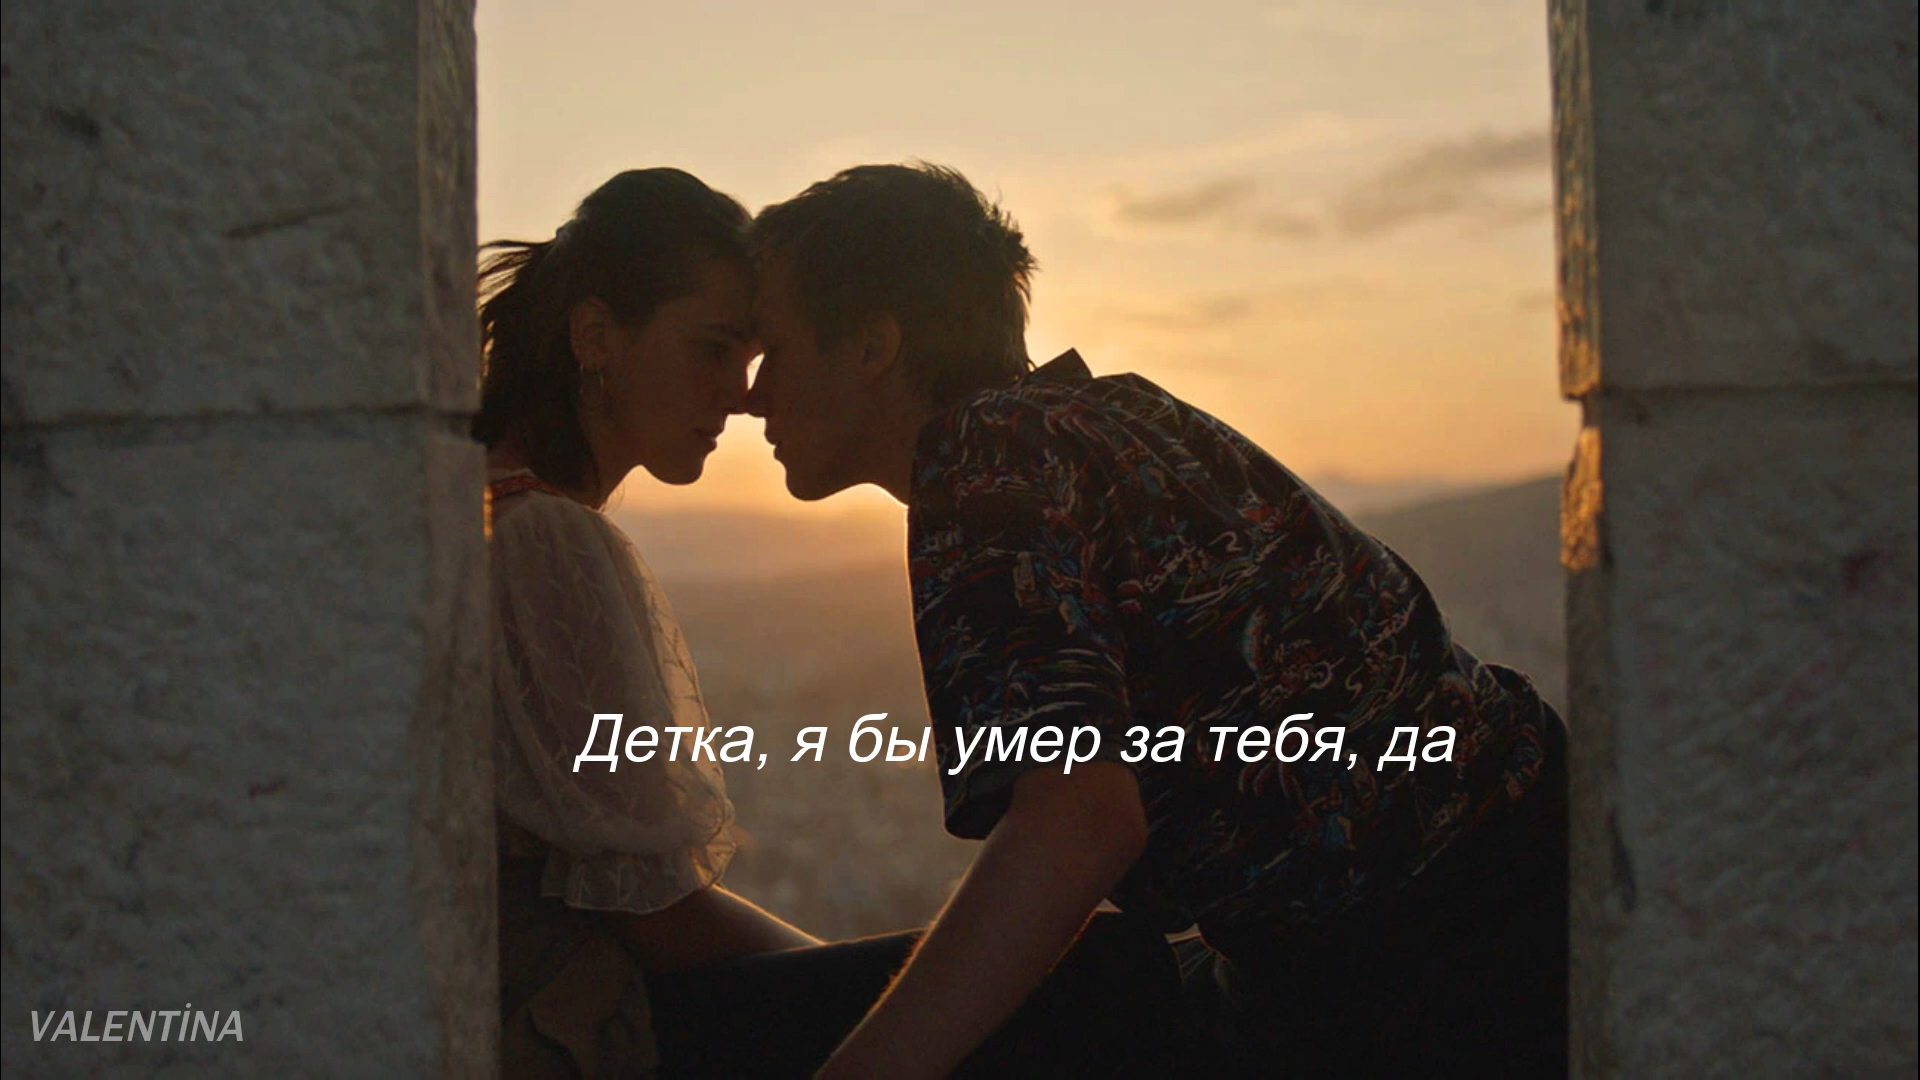 Детка, я бы умер за тебя, да
VALENTİNA